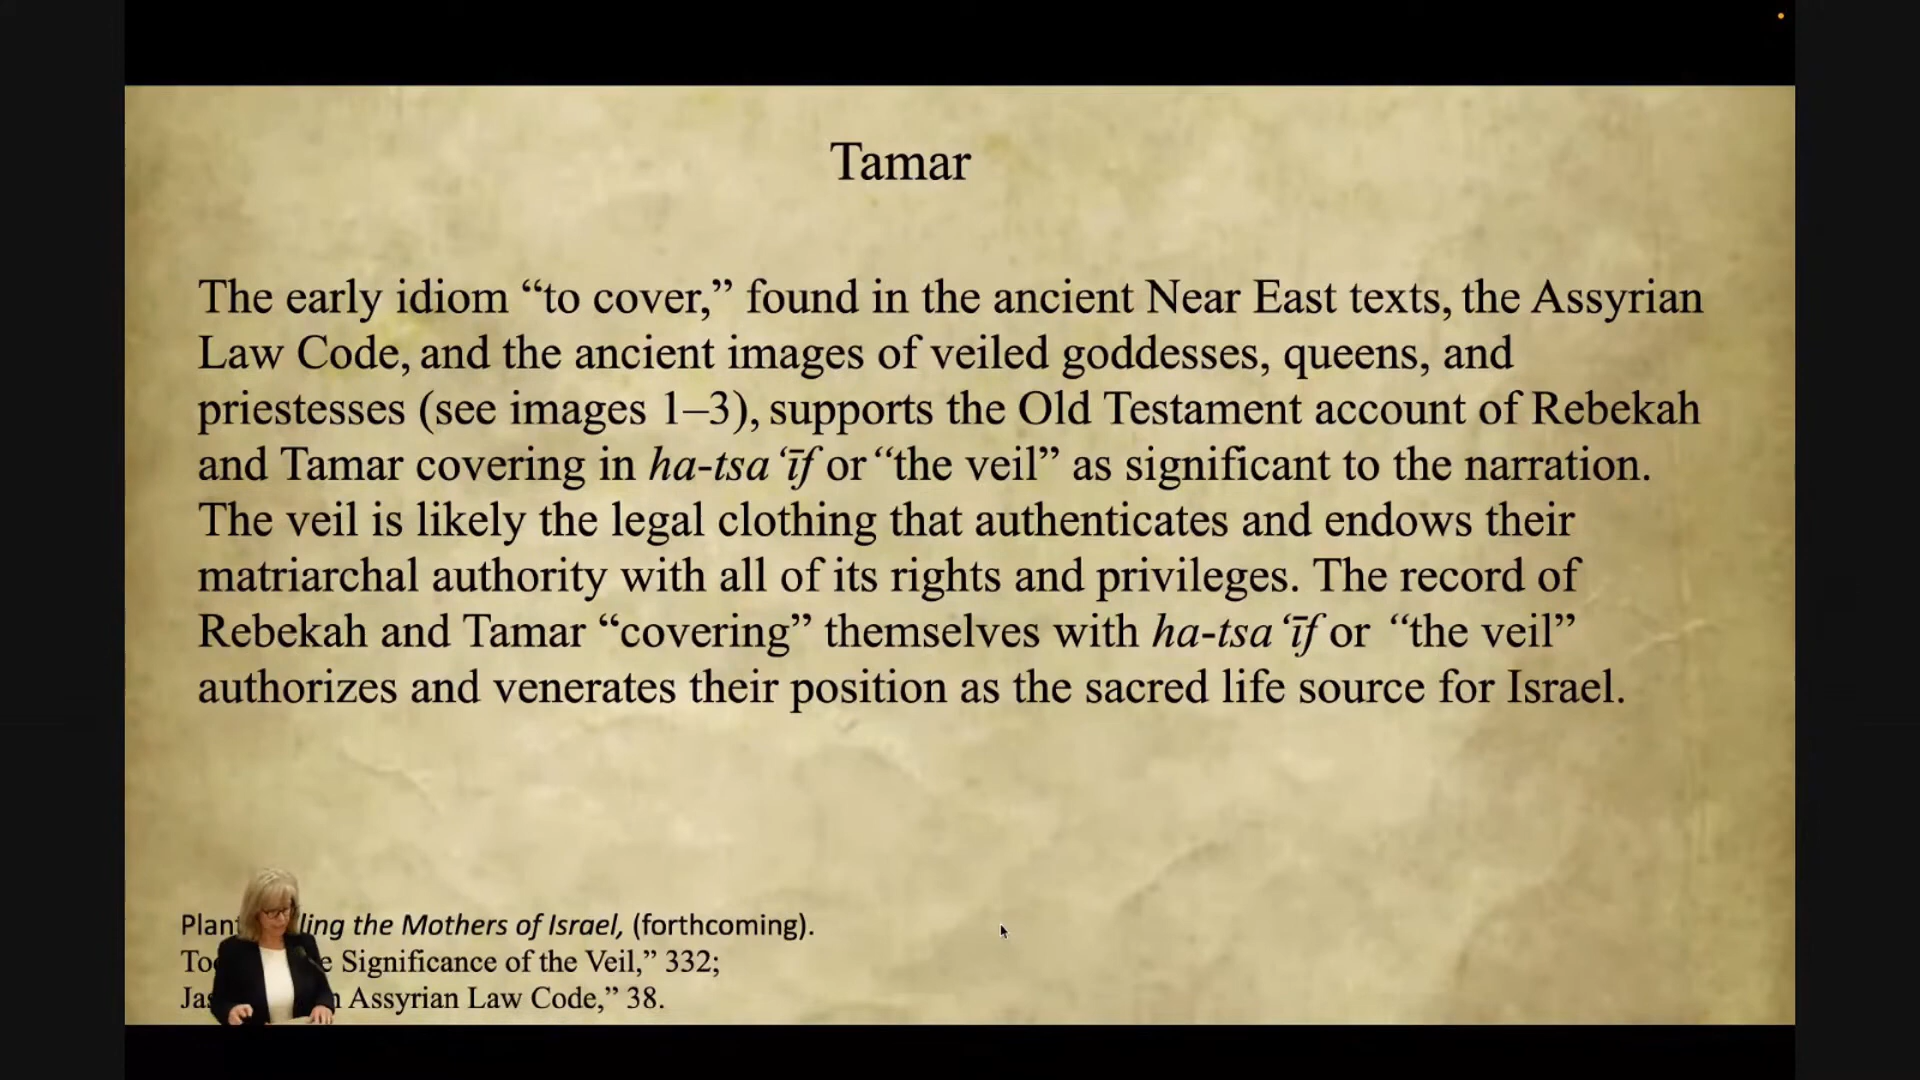 Tamar
The early idiom “to cover,” found in the ancient Near East texts, the Assyrian
Law Code, and the ancient images of veiled goddesses, queens, and
priestesses (see images 1–3), supports the Old Testament account of Rebekah
and Tamar covering in ha-tsa‘īf or “the veil” as significant to the narration.
The veil is likely the legal clothing that authenticates and endows their
matriarchal authority with all of its rights and privileges. The record of
Rebekah and Tamar “covering” themselves with ha-tsa‘īf or “the veil”
authorizes and venerates their position as the sacred life source for Israel.
the Mothers of Israel, (forthcoming).
Significance of the Veil,” 332;
Assyrian Law Code,” 38.